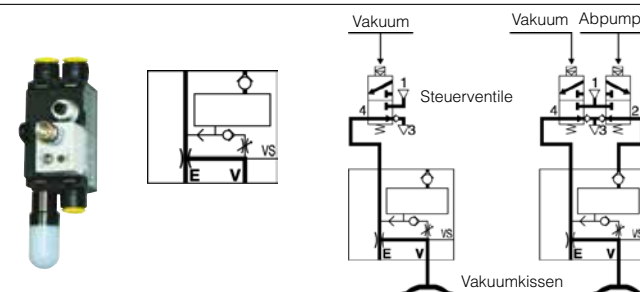 Vakuum
Vakuum Abpump
1
Steuerventile
4
3
1
4
2
3
VS
E V
VS
E V
VS
E V
Vakuumkissen